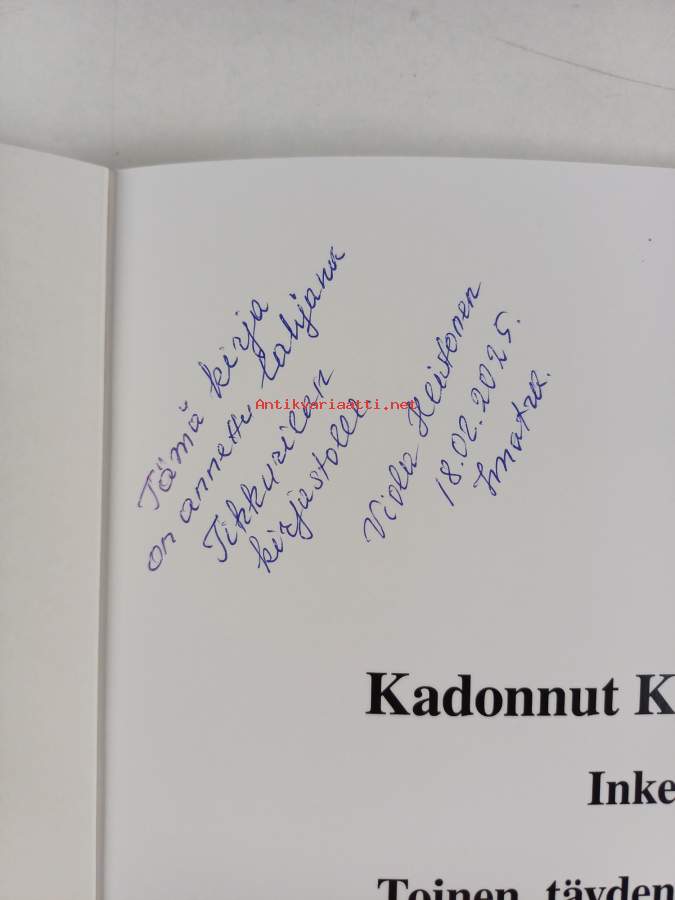 Tämä kirja
on annettu lahjana
Tikkurilan
kirjastolle
Viola Heistonen
18.02.2025.
Imatra.
Antikvariaatti.net
Kadonnut K
Inke
Toinen, täyden